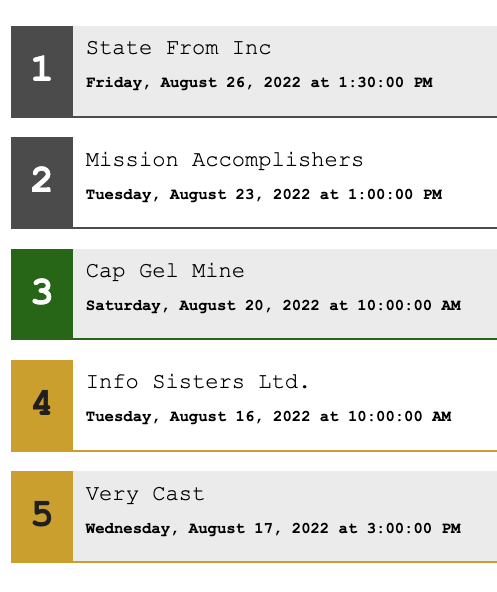 1
State From Inc
Friday, August 26, 2022 at 1:30:00 PM
2
Mission Accomplishers
Tuesday, August 23, 2022 at 1:00:00 PM
3
Cap Gel Mine
Saturday, August 20, 2022 at 10:00:00 AM
4
Info Sisters Ltd.
Tuesday, August 16, 2022 at 10:00:00 AM
5
Very Cast
Wednesday, August 17, 2022 at 3:00:00 PM